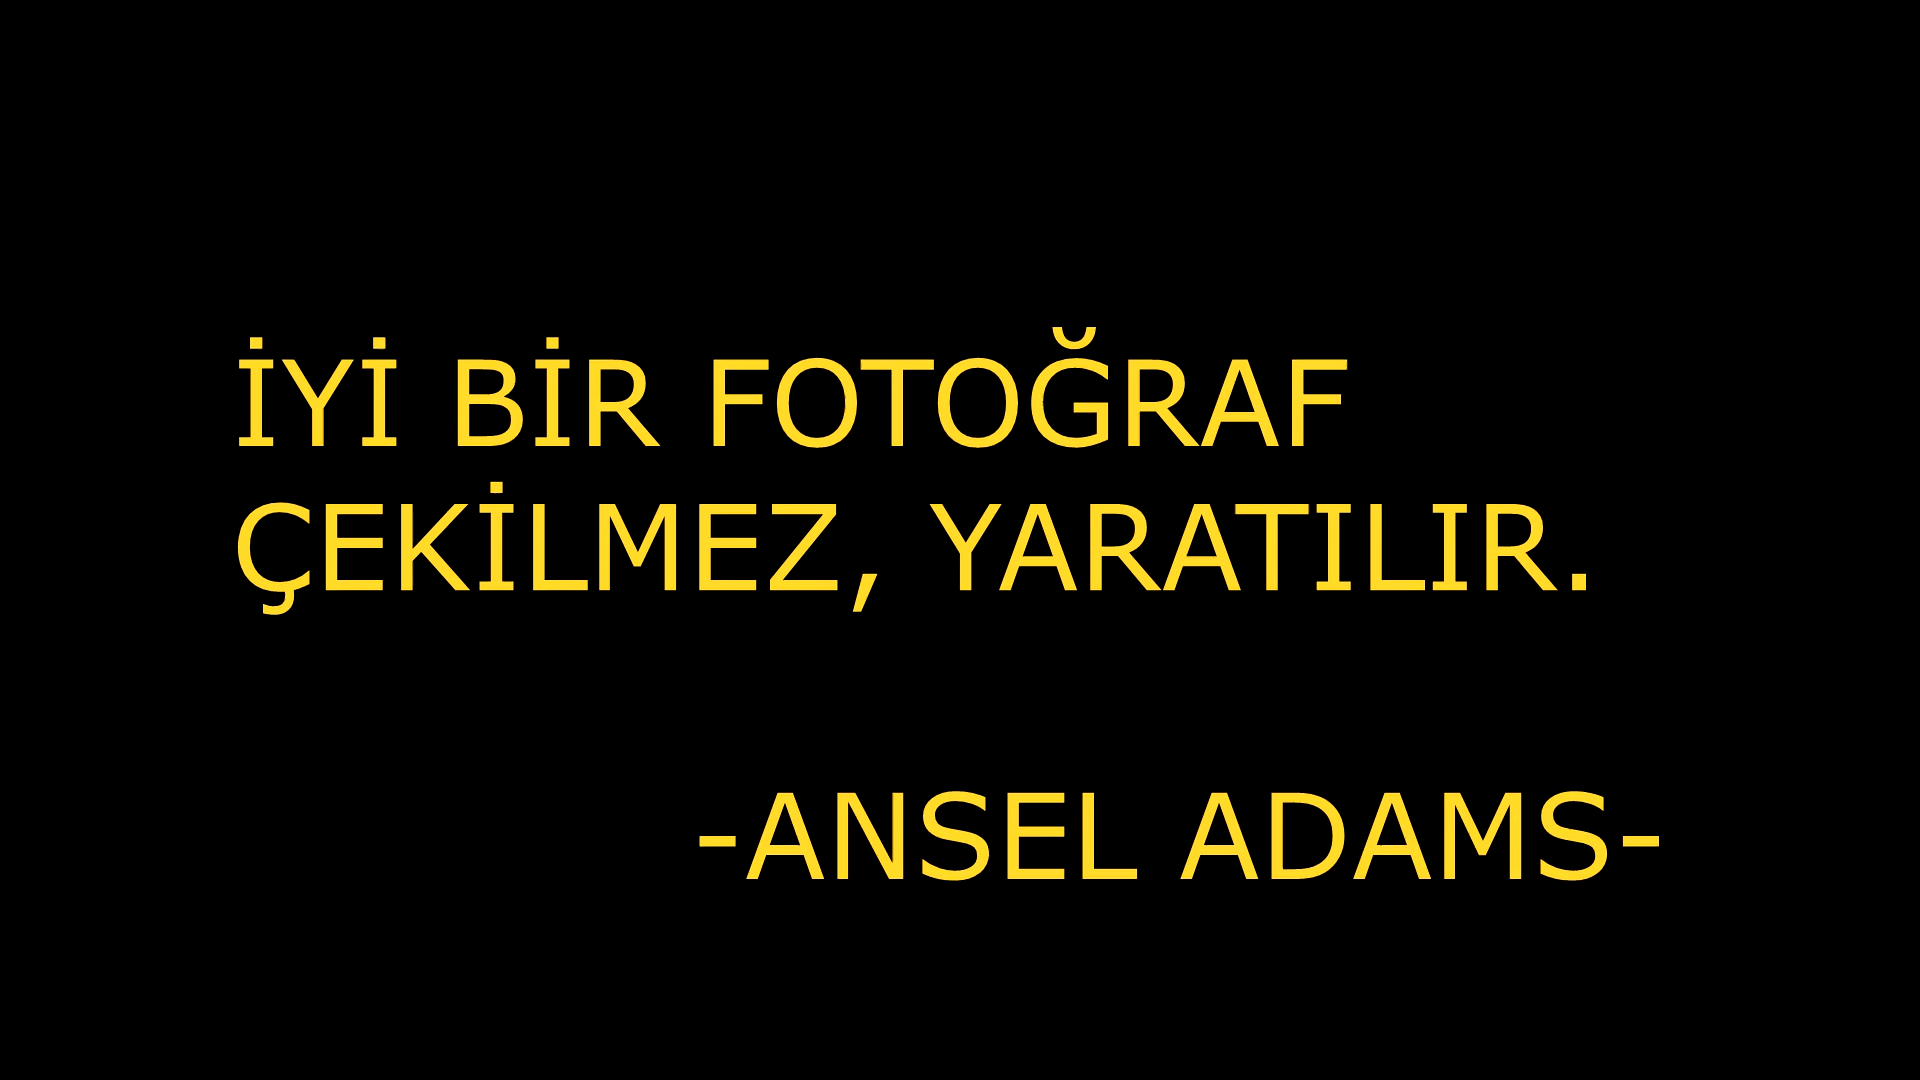 İYİ BİR FOTOĞRAF
ÇEKİLMEZ, YARATILIR.
-ANSEL ADAMS-